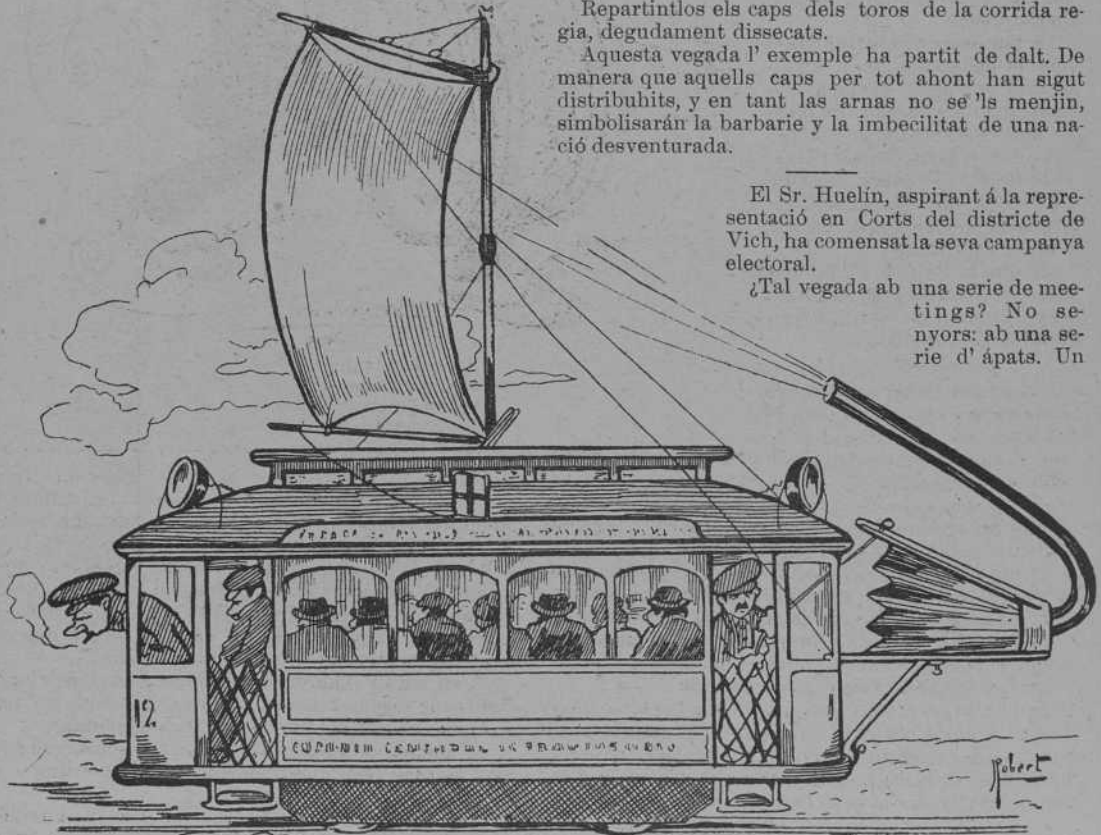 Repartintlos els caps dels toros de la corrida re-
gia, degudament dissecats.
Aquesta vegada l' exemple ha partit de dalt. De
manera que aquells caps per tot ahont han sigut
distribuhits, y en tant las arnas no se 'ls menjin,
simbolisarán la barbarie y la imbecilitat de una na-
ció desventurada.
El Sr. Huelín, aspirant á la repre-
sentació en Corts del districte de
Vich, ha comensat la seva campanya
electoral.
¿Tal vegada ab una serie de mee-
tings? No se-
nyors: ab una se-
rie d' ápats. Un
12
Robert